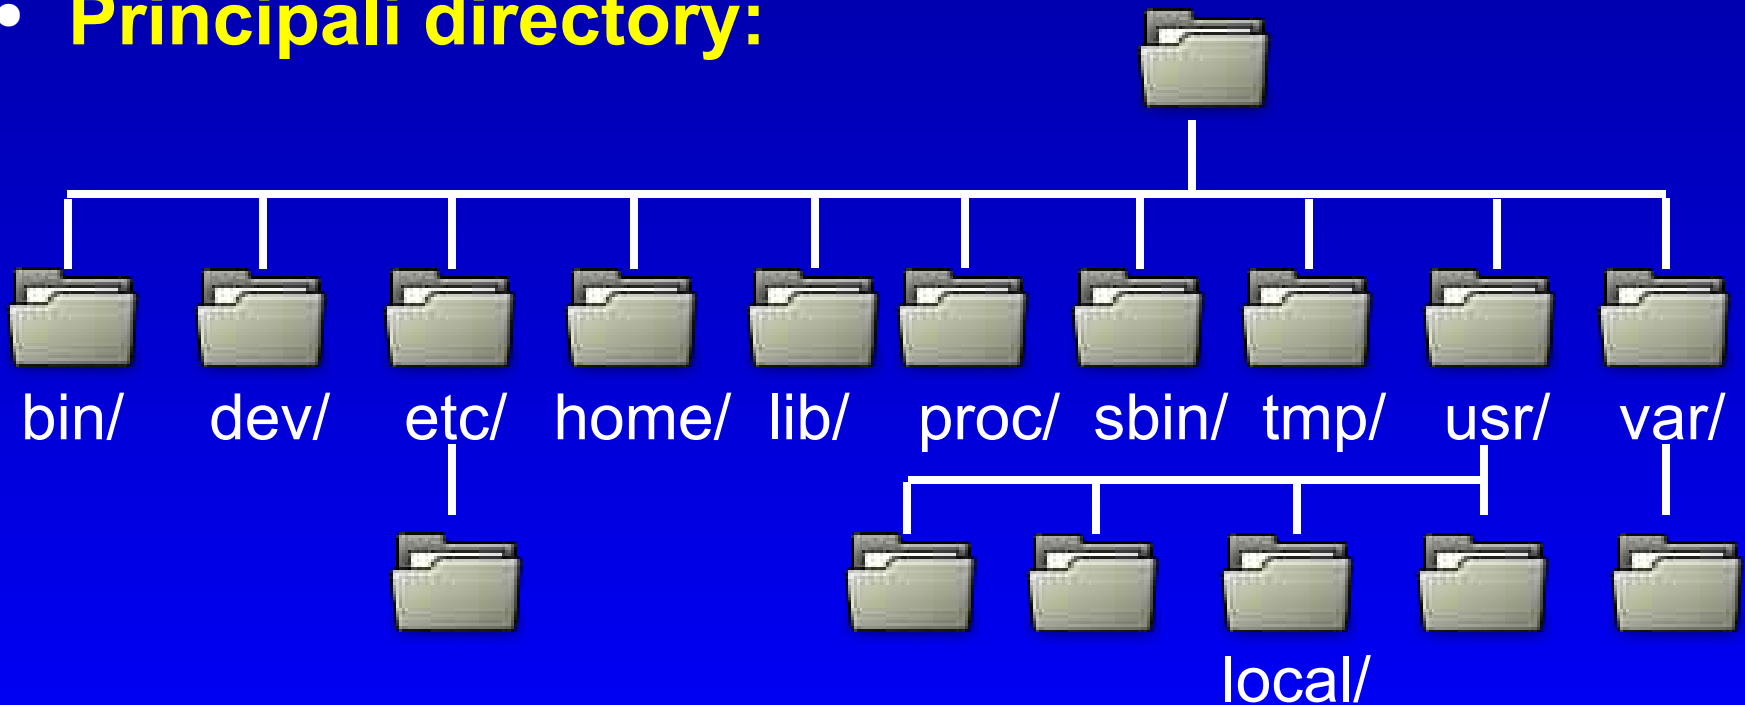 • Principali directory:
bin/ dev/ etc/ home/ lib/ proc/ sbin/ tmp/ usr/ var/
local/